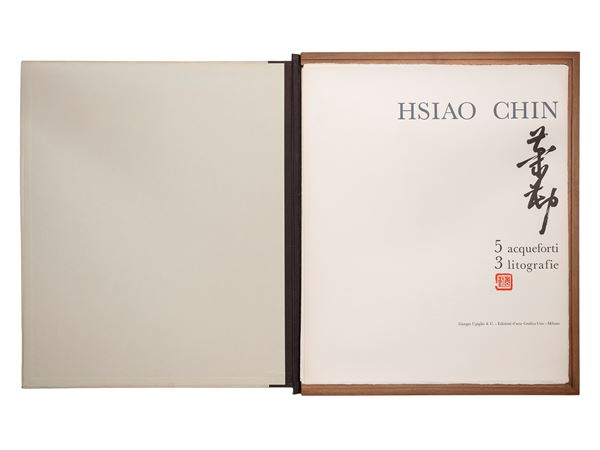 HSIAO CHIN
蕭勤
5 acqueforti
3 litografie
Giorgio Upiglio & C. - Edizioni d'arte Grafica Uno - Milano